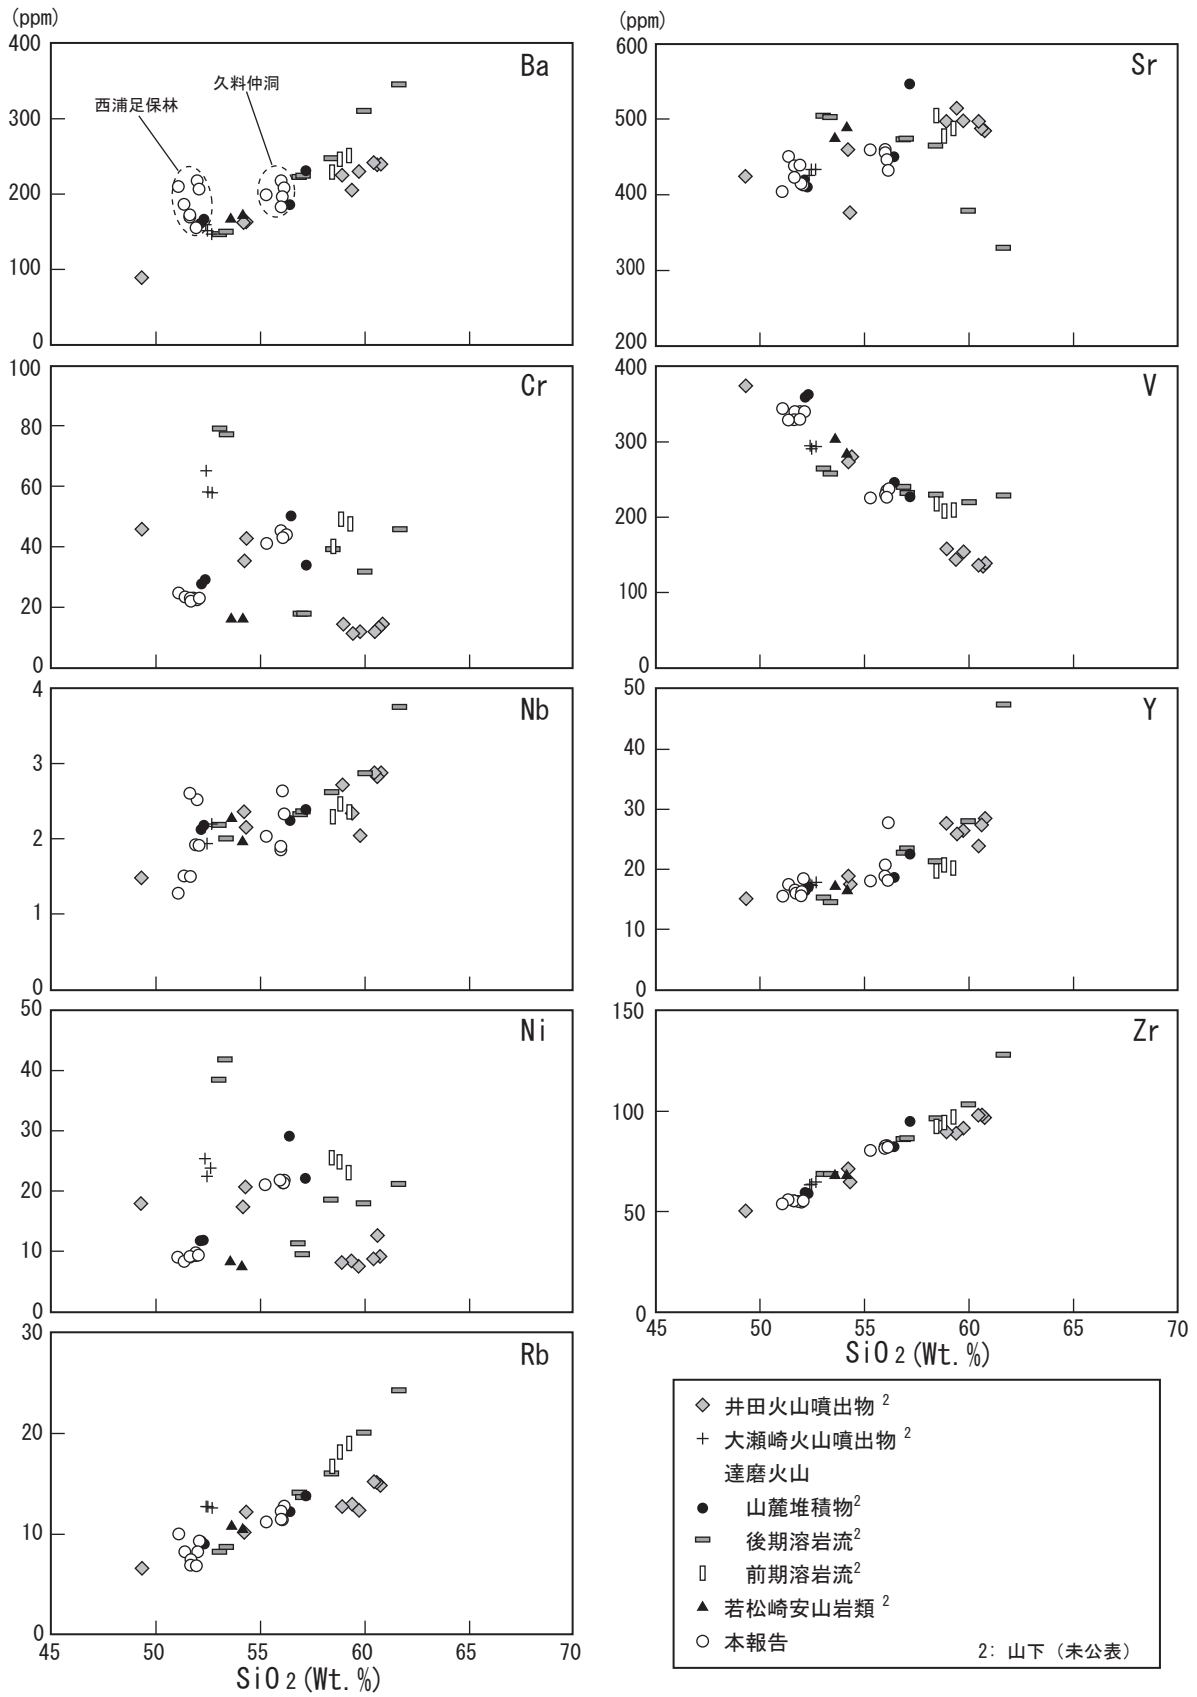 (ppm)
400
300
200
100
0
Ba
西浦足保林
久料仲洞
100
80
60
40
20
0
Cr
4
3
2
1
0
Nb
50
40
30
20
10
0
Ni
30
20
10
0
Rb
45 50 55 60 65 70
SiO2(Wt.%)
(ppm)
600
500
400
300
200
Sr
400
300
200
100
0
V
50
40
30
20
10
0
Y
150
100
50
0
Zr
45 50 55 60 65 70
SiO2(Wt.%)
井田火山噴出物2
大瀬崎火山噴出物2
達磨火山
山麓堆積物2
後期溶岩流2
前期溶岩流2
若松崎安山岩類2
本報告
2: 山下(未公表)